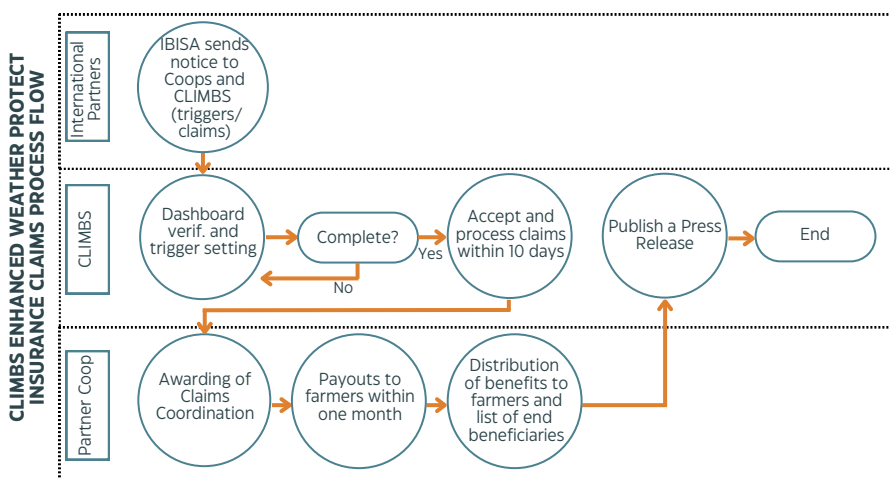 CLIMBS ENHANCED WEATHER PROTECT
INSURANCE CLAIMS PROCESS FLOW
International
Partners
IBISA sends
notice to
Coops and
CLIMBS
(triggers/
claims)
CLIMBS
Dashboard
verif. and
trigger setting
Complete?
Yes
No
Accept and
process claims
within 10 days
Publish a Press
Release
End
Partner Coop
Awarding of
Claims
Coordination
Payouts to
farmers within
one month
Distribution
of benefits to
farmers and
list of end
beneficiaries